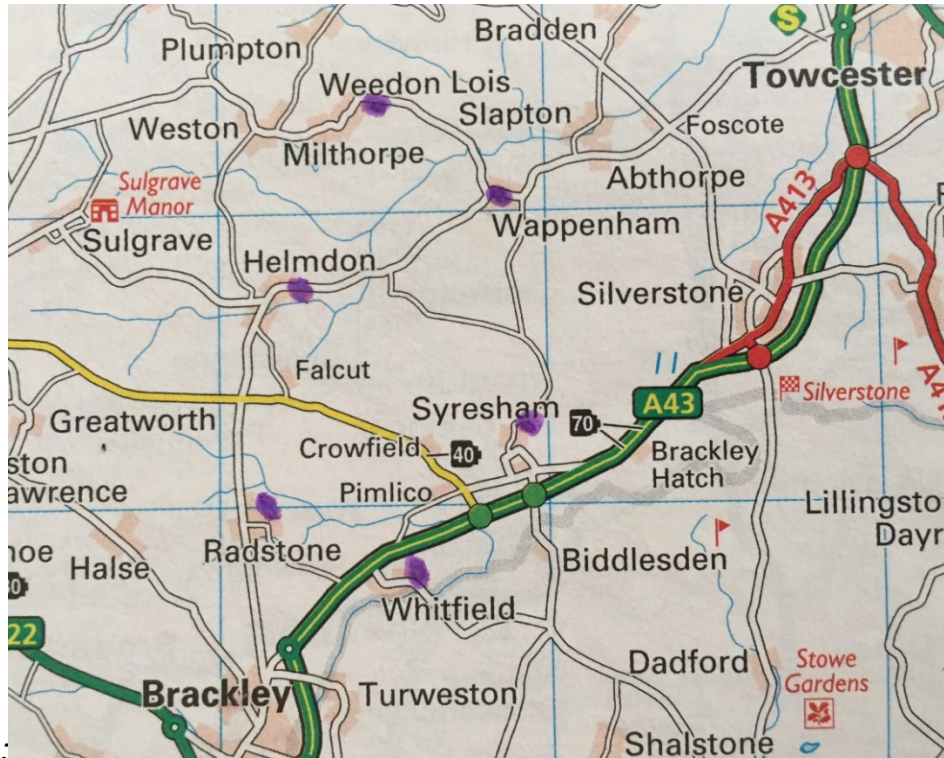 Bradden
S
Plumpton
Weedon Lois
Towcester
Slapton
Weston
Foscote
Milthorpe
Abthorpe
Sulgrave
Manor
A413
Wappenham
Sulgrave
Helmdon
Silverstone
Falcut
Silverstone
A43
Syresham
70
Greatworth
Crowfield
40
Brackley
Hatch
Pimlico
Radstone
Biddlesden
Halse
Whitfield
22
Dadford
Stowe
Gardens
Brackley
Turweston
Shalstone